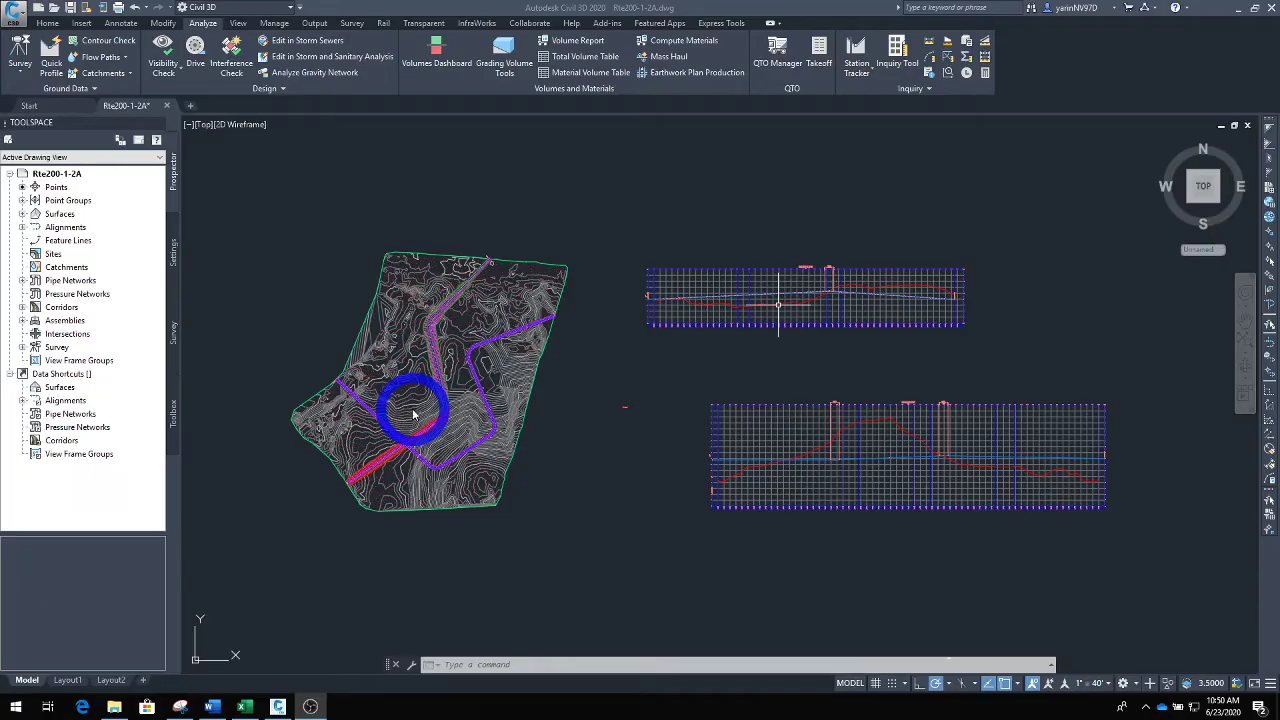 C3D
Civil 3D
Autodesk Civil 3D 2020 Rte200-1-2A.dwg
Type a keyword or phrase
yarinNV97D
Home
Insert
Annotate
Modify
Analyze
View
Manage
Output
Survey
Rail
Transparent
InfraWorks
Collaborate
Help
Add-ins
Featured Apps
Express Tools
Survey
Quick Profile
Contour Check
Flow Paths
Catchments
Ground Data
Visibility Check
Drive
Interference Check
Edit in Storm Sewers
Edit in Storm and Sanitary Analysis
Analyze Gravity Network
Design
Volumes Dashboard
Grading Volume Tools
Volume Report
Total Volume Table
Material Volume Table
Compute Materials
Mass Haul
Earthwork Plan Production
Volumes and Materials
QTO Manager
Takeoff
QTO
Station Tracker
Inquiry Tool
Inquiry
Start
Rte200-1-2A*
TOOLSPACE
[−][Top][2D Wireframe]
Active Drawing View
Rte200-1-2A
Points
Point Groups
Surfaces
Alignments
Feature Lines
Sites
Catchments
Pipe Networks
Pressure Networks
Corridors
Assemblies
Intersections
Survey
View Frame Groups
Data Shortcuts []
Surfaces
Alignments
Pipe Networks
Pressure Networks
Corridors
View Frame Groups
Prospector
Settings
Survey
Toolbox
N
W
TOP
E
S
Unnamed
Y
X
Type a command
Model
Layout1
Layout2
MODEL
1" = 40'
3.5000
10:50 AM
6/23/2020